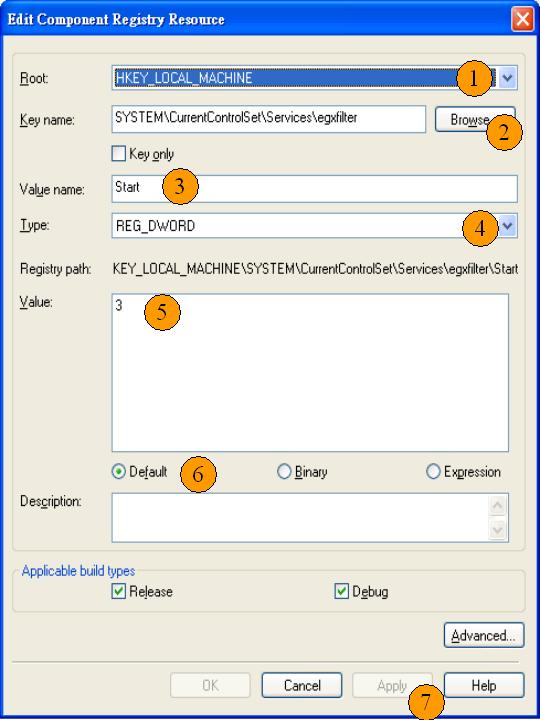 Edit Component Registry Resource
Root: HKEY_LOCAL_MACHINE 1
Key name: SYSTEM\CurrentControlSet\Services\egxfilter Browse... 2
Key only
Value name: Start 3
Type: REG_DWORD 4
Registry path: KEY_LOCAL_MACHINE\SYSTEM\CurrentControlSet\Services\egxfilter\Start
Value: 3 5
Default 6 Binary Expression
Description:
Applicable build types
Release Debug
Advanced...
OK Cancel Apply 7 Help